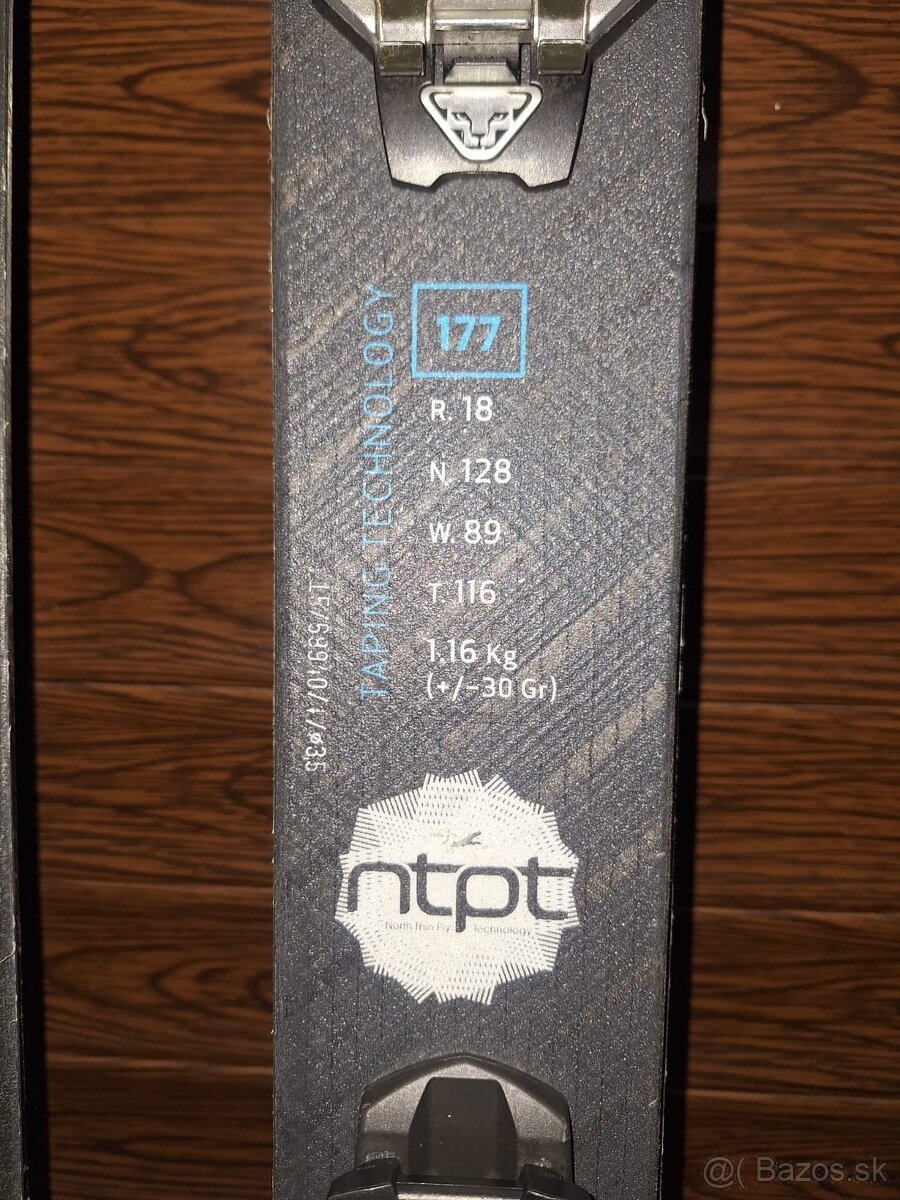 177
TAPING TECHNOLOGY
R. 18
N. 128
W. 89
T. 116
1.16 Kg
(+/-30 Gr)
ntpt
North Thin Ply Technology
@( Bazos.sk